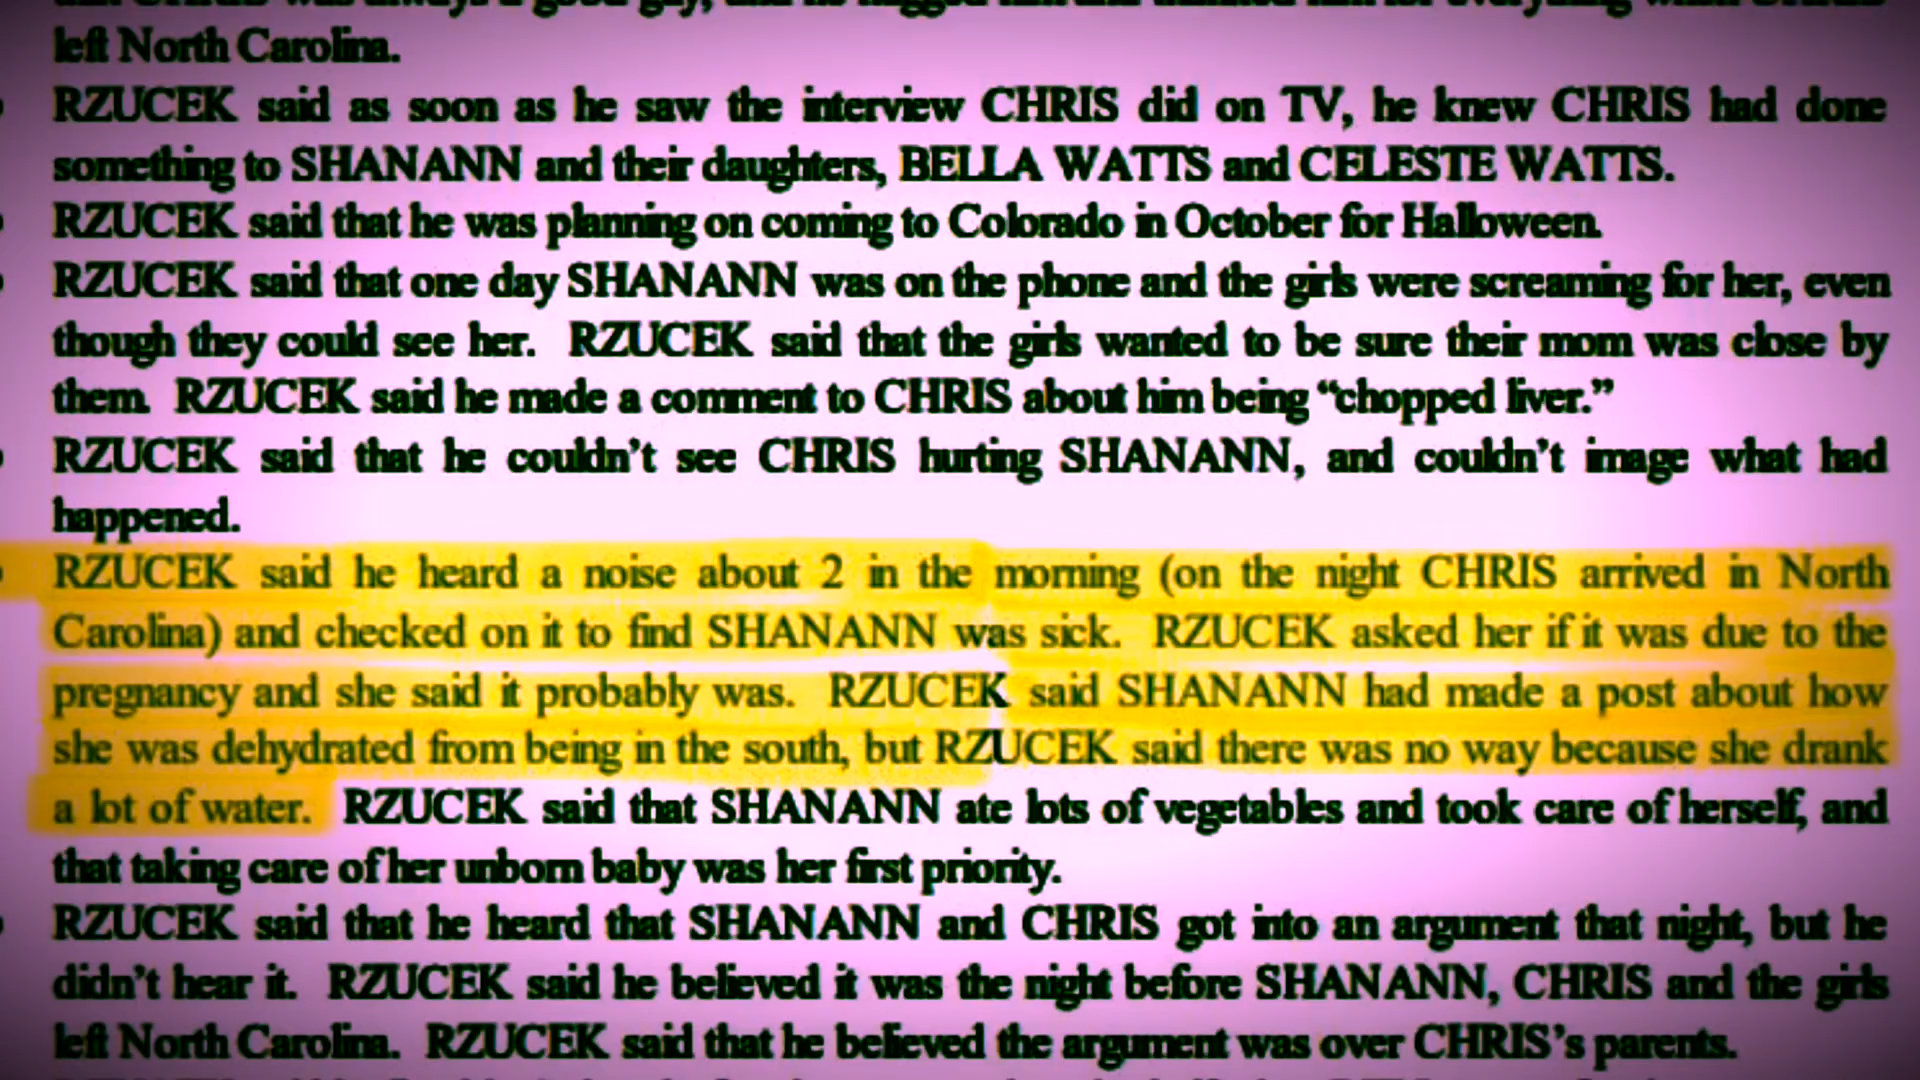 left North Carolina.
RZUCEK said as soon as he saw the interview CHRIS did on TV, he knew CHRIS had done
something to SHANANN and their daughters, BELLA WATTS and CELESTE WATTS.
RZUCEK said that he was planning on coming to Colorado in October for Halloween.
RZUCEK said that one day SHANANN was on the phone and the girls were screaming for her, even
though they could see her. RZUCEK said that the girls wanted to be sure their mom was close by
them. RZUCEK said he made a comment to CHRIS about him being “chopped liver.”
RZUCEK said that he couldn’t see CHRIS hurting SHANANN, and couldn’t image what had
happened.
RZUCEK said he heard a noise about 2 in the morning (on the night CHRIS arrived in North
Carolina) and checked on it to find SHANANN was sick. RZUCEK asked her if it was due to the
pregnancy and she said it probably was. RZUCEK said SHANANN had made a post about how
she was dehydrated from being in the south, but RZUCEK said there was no way because she drank
a lot of water. RZUCEK said that SHANANN ate lots of vegetables and took care of herself, and
that taking care of her unborn baby was her first priority.
RZUCEK said that he heard that SHANANN and CHRIS got into an argument that night, but he
didn’t hear it. RZUCEK said he believed it was the night before SHANANN, CHRIS and the girls
left North Carolina. RZUCEK said that he believed the argument was over CHRIS’s parents.